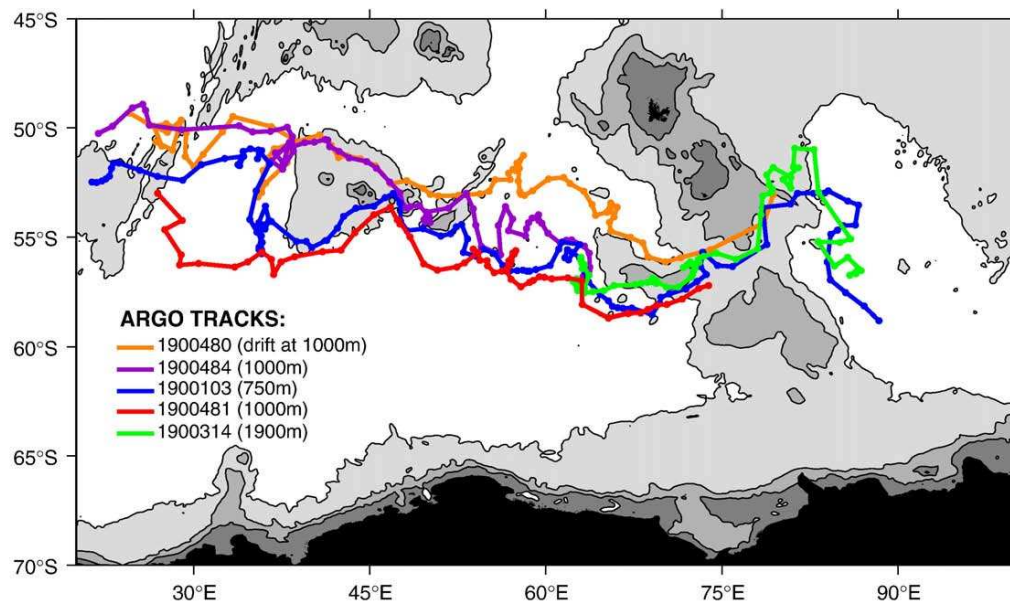 45°S
50°S
55°S
60°S
65°S
70°S
ARGO TRACKS:
1900480 (drift at 1000m)
1900484 (1000m)
1900103 (750m)
1900481 (1000m)
1900314 (1900m)
30°E 45°E 60°E 75°E 90°E